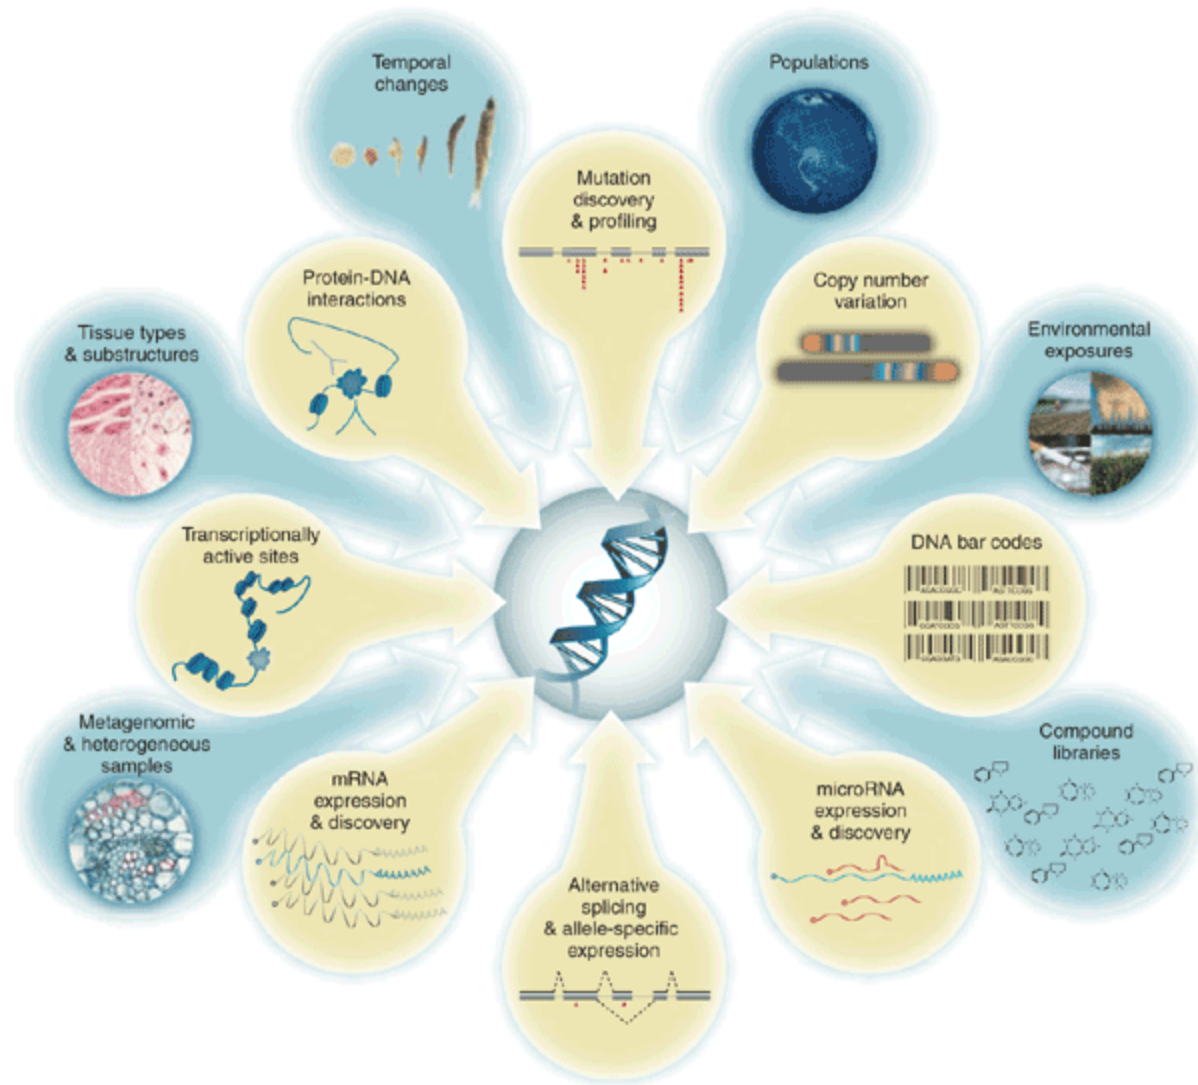 Temporal
changes
Populations
Mutation
discovery
& profiling
Protein-DNA
interactions
Copy number
variation
Tissue types
& substructures
Environmental
exposures
Transcriptionally
active sites
DNA bar codes
Metagenomic
& heterogeneous
samples
mRNA
expression
& discovery
Alternative
splicing
& allele-specific
expression
microRNA
expression
& discovery
Compound
libraries